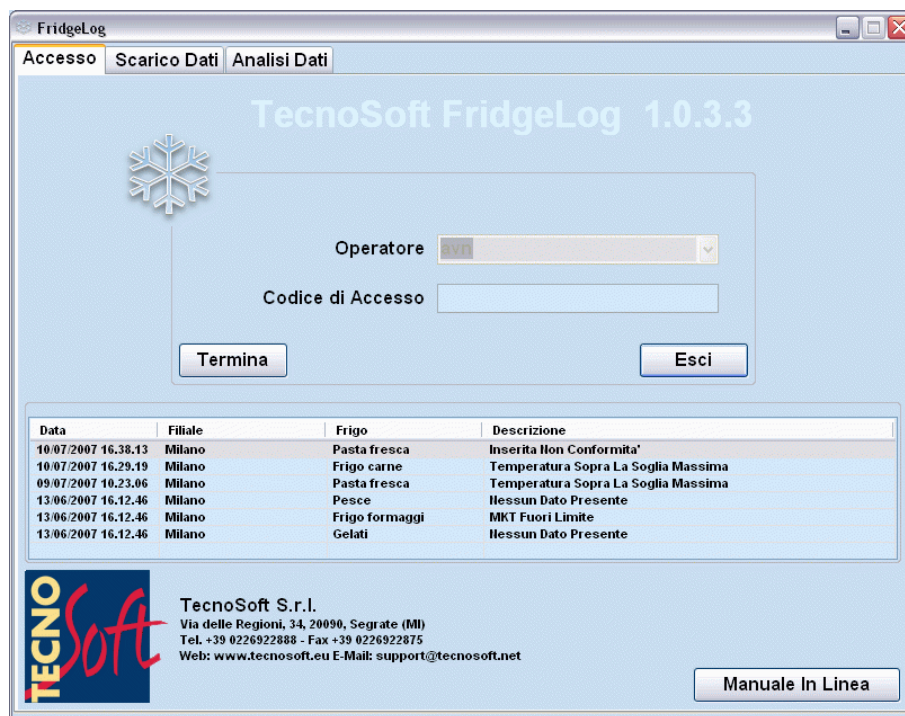 FridgeLog
Accesso Scarico Dati Analisi Dati
TecnoSoft FridgeLog 1.0.3.3
Operatore avn
Codice di Accesso
Termina Esci
Data Filiale Frigo Descrizione
10/07/2007 16.38.13 Milano Pasta fresca Inserita Non Conformita'
10/07/2007 16.29.19 Milano Frigo carne Temperatura Sopra La Soglia Massima
09/07/2007 10.23.06 Milano Pasta fresca Temperatura Sopra La Soglia Massima
13/06/2007 16.12.46 Milano Pesce Nessun Dato Presente
13/06/2007 16.12.46 Milano Frigo formaggi MKT Fuori Limite
13/06/2007 16.12.46 Milano Gelati Nessun Dato Presente
TECNO Soft
TecnoSoft S.r.l.
Via delle Regioni, 34, 20090, Segrate (MI)
Tel. +39 0226922888 - Fax +39 0226922875
Web: www.tecnosoft.eu E-Mail: support@tecnosoft.net
Manuale In Linea